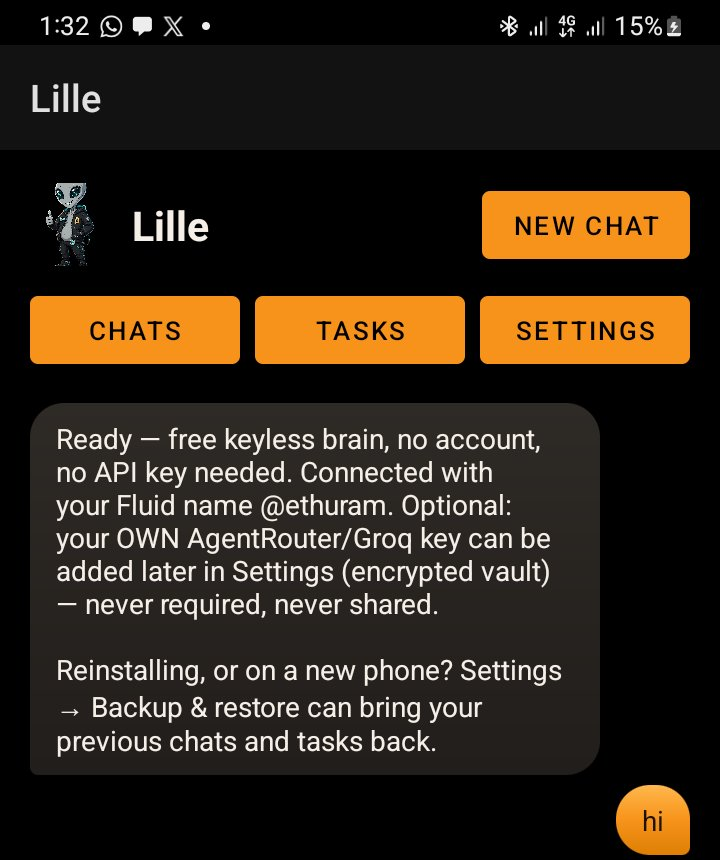 1:32 4G 15%
Lille
Lille
NEW CHAT
CHATS TASKS SETTINGS
Ready — free keyless brain, no account,
no API key needed. Connected with
your Fluid name @ethuram. Optional:
your OWN AgentRouter/Groq key can be
added later in Settings (encrypted vault)
— never required, never shared.
Reinstalling, or on a new phone? Settings
→ Backup & restore can bring your
previous chats and tasks back.
hi